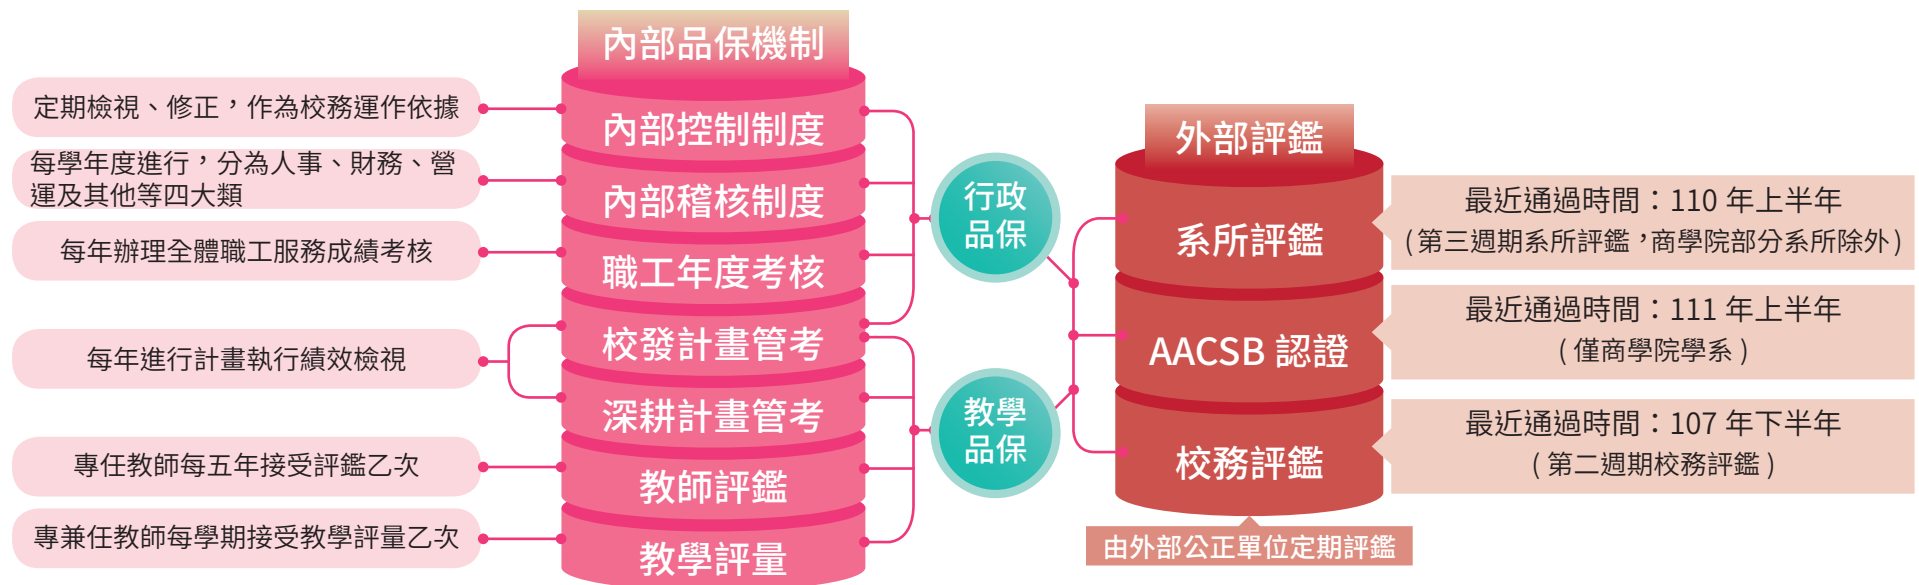 內部品保機制
定期檢視、修正，作為校務運作依據
每學年度進行，分為人事、財務、營
運及其他等四大類
每年辦理全體職工服務成績考核
每年進行計畫執行績效檢視
專任教師每五年接受評鑑乙次
專兼任教師每學期接受教學評量乙次
內部控制制度
內部稽核制度
職工年度考核
校發計畫管考
深耕計畫管考
教師評鑑
教學評量
行政
品保
教學
品保
外部評鑑
系所評鑑
AACSB 認證
校務評鑑
由外部公正單位定期評鑑
最近通過時間：110 年上半年
(第三週期系所評鑑，商學院部分系所除外)
最近通過時間：111 年上半年
(僅商學院學系)
最近通過時間：107 年下半年
(第二週期校務評鑑)